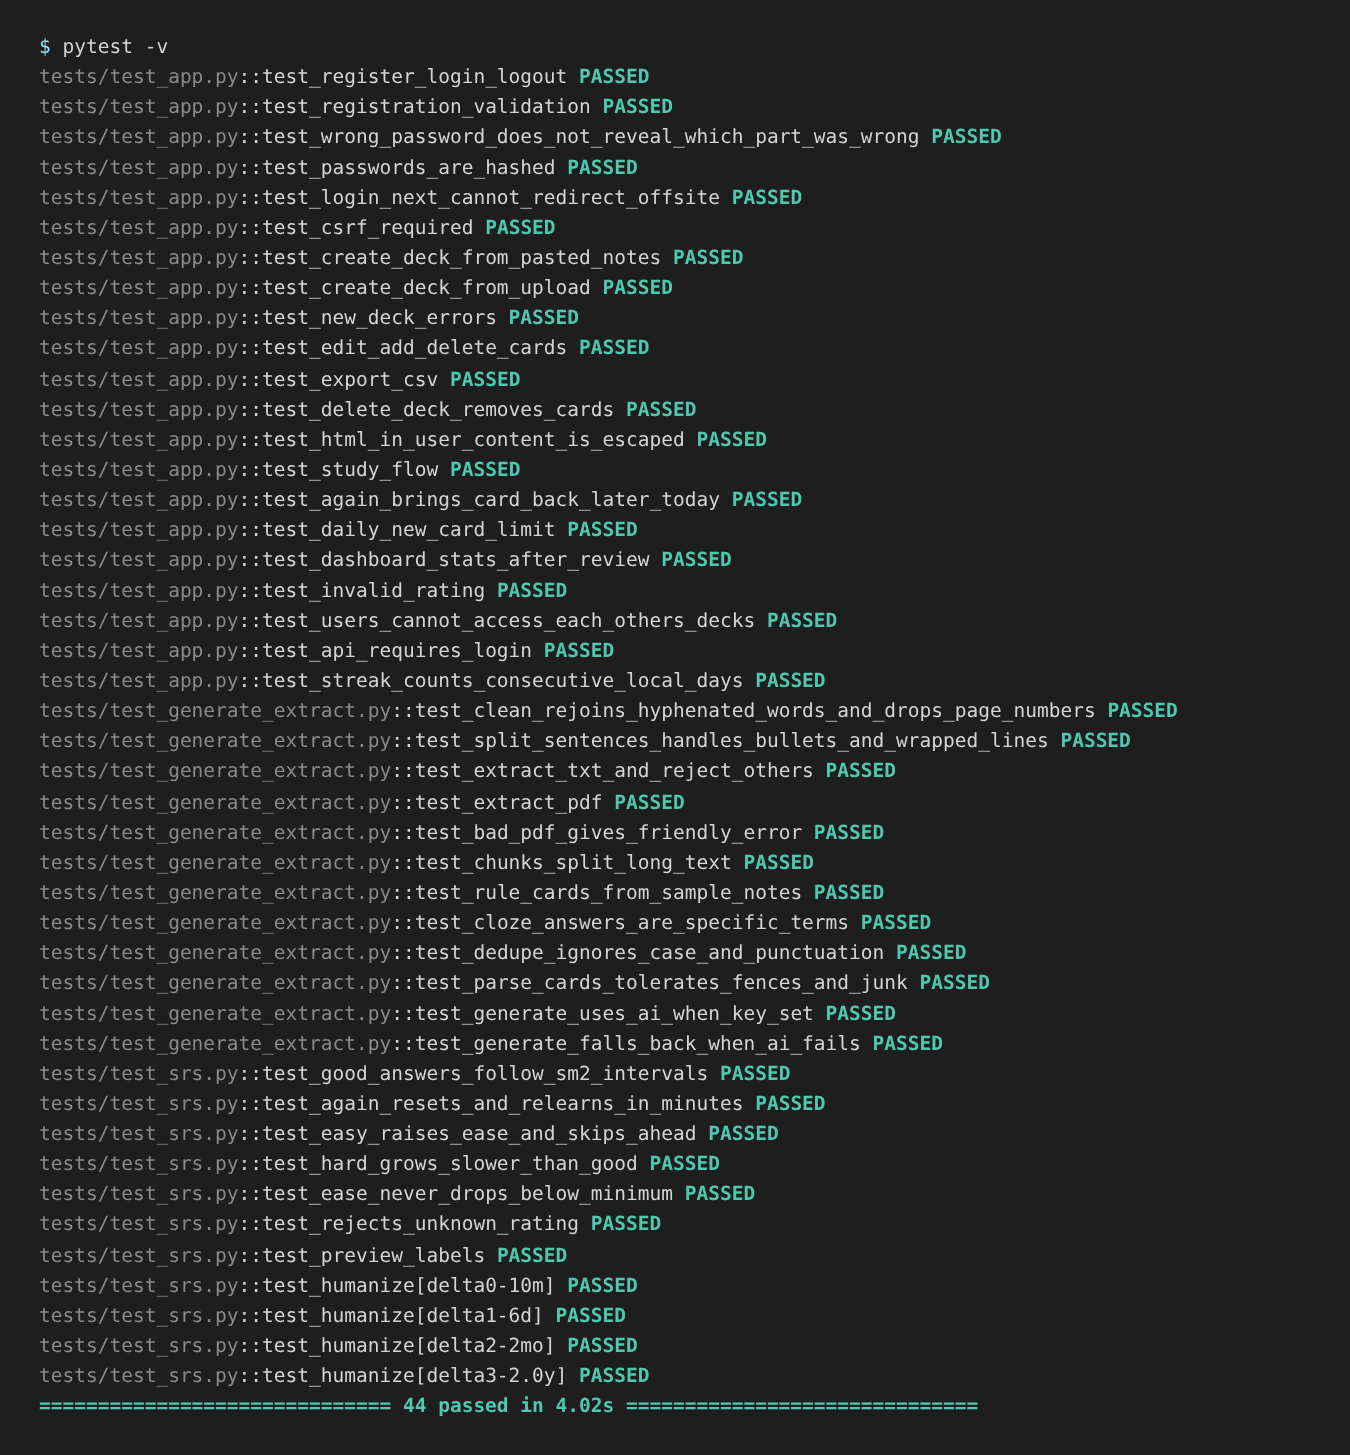 $ pytest -v
tests/test_app.py::test_register_login_logout PASSED
tests/test_app.py::test_registration_validation PASSED
tests/test_app.py::test_wrong_password_does_not_reveal_which_part_was_wrong PASSED
tests/test_app.py::test_passwords_are_hashed PASSED
tests/test_app.py::test_login_next_cannot_redirect_offsite PASSED
tests/test_app.py::test_csrf_required PASSED
tests/test_app.py::test_create_deck_from_pasted_notes PASSED
tests/test_app.py::test_create_deck_from_upload PASSED
tests/test_app.py::test_new_deck_errors PASSED
tests/test_app.py::test_edit_add_delete_cards PASSED
tests/test_app.py::test_export_csv PASSED
tests/test_app.py::test_delete_deck_removes_cards PASSED
tests/test_app.py::test_html_in_user_content_is_escaped PASSED
tests/test_app.py::test_study_flow PASSED
tests/test_app.py::test_again_brings_card_back_later_today PASSED
tests/test_app.py::test_daily_new_card_limit PASSED
tests/test_app.py::test_dashboard_stats_after_review PASSED
tests/test_app.py::test_invalid_rating PASSED
tests/test_app.py::test_users_cannot_access_each_others_decks PASSED
tests/test_app.py::test_api_requires_login PASSED
tests/test_app.py::test_streak_counts_consecutive_local_days PASSED
tests/test_generate_extract.py::test_clean_rejoins_hyphenated_words_and_drops_page_numbers PASSED
tests/test_generate_extract.py::test_split_sentences_handles_bullets_and_wrapped_lines PASSED
tests/test_generate_extract.py::test_extract_txt_and_reject_others PASSED
tests/test_generate_extract.py::test_extract_pdf PASSED
tests/test_generate_extract.py::test_bad_pdf_gives_friendly_error PASSED
tests/test_generate_extract.py::test_chunks_split_long_text PASSED
tests/test_generate_extract.py::test_rule_cards_from_sample_notes PASSED
tests/test_generate_extract.py::test_cloze_answers_are_specific_terms PASSED
tests/test_generate_extract.py::test_dedupe_ignores_case_and_punctuation PASSED
tests/test_generate_extract.py::test_parse_cards_tolerates_fences_and_junk PASSED
tests/test_generate_extract.py::test_generate_uses_ai_when_key_set PASSED
tests/test_generate_extract.py::test_generate_falls_back_when_ai_fails PASSED
tests/test_srs.py::test_good_answers_follow_sm2_intervals PASSED
tests/test_srs.py::test_again_resets_and_relearns_in_minutes PASSED
tests/test_srs.py::test_easy_raises_ease_and_skips_ahead PASSED
tests/test_srs.py::test_hard_grows_slower_than_good PASSED
tests/test_srs.py::test_ease_never_drops_below_minimum PASSED
tests/test_srs.py::test_rejects_unknown_rating PASSED
tests/test_srs.py::test_preview_labels PASSED
tests/test_srs.py::test_humanize[delta0-10m] PASSED
tests/test_srs.py::test_humanize[delta1-6d] PASSED
tests/test_srs.py::test_humanize[delta2-2mo] PASSED
tests/test_srs.py::test_humanize[delta3-2.0y] PASSED
============================== 44 passed in 4.02s ==============================